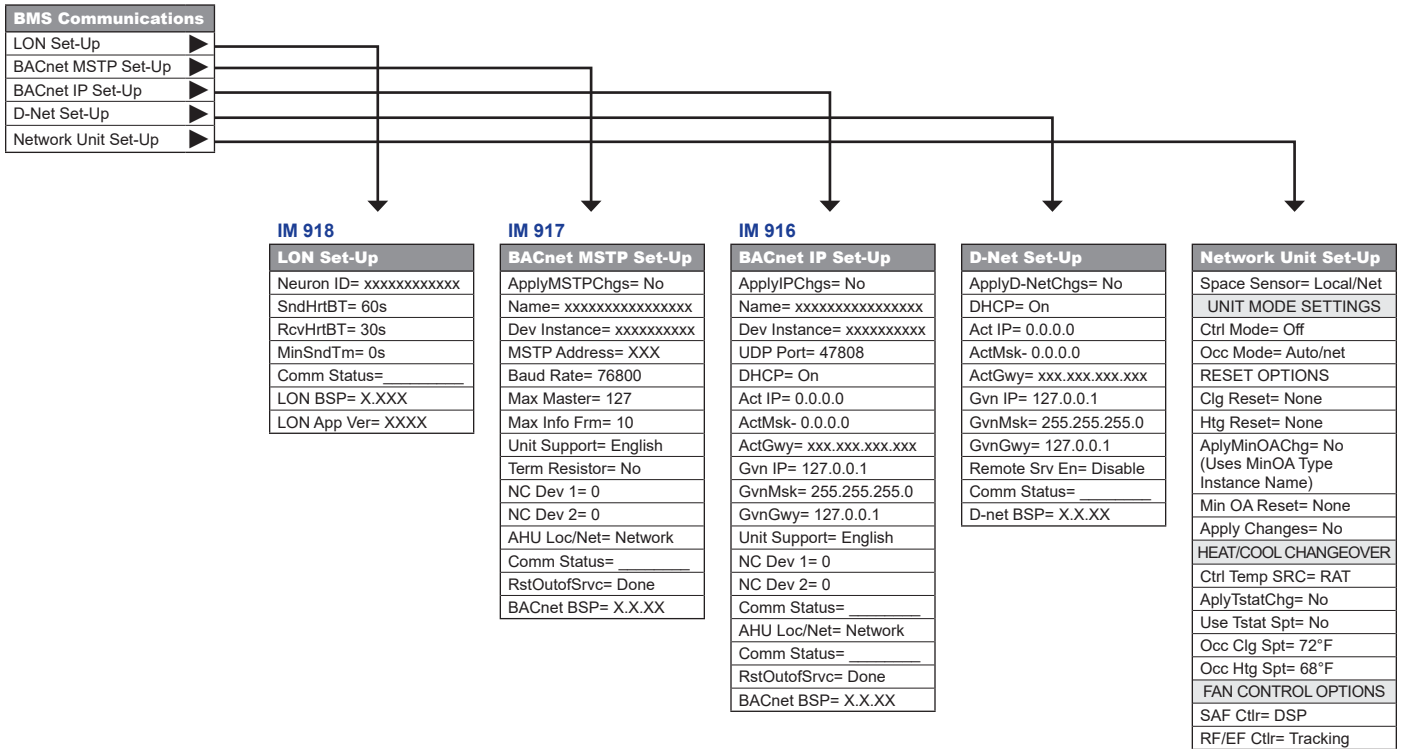 BMS Communications
LON Set-Up
BACnet MSTP Set-Up
BACnet IP Set-Up
D-Net Set-Up
Network Unit Set-Up
IM 918
LON Set-Up
Neuron ID= xxxxxxxxxxxx
SndHrtBT= 60s
RcvHrtBT= 30s
MinSndTm= 0s
Comm Status=_________
LON BSP= X.XXX
LON App Ver= XXXX
IM 917
BACnet MSTP Set-Up
ApplyMSTPChgs= No
Name= xxxxxxxxxxxxxxxx
Dev Instance= xxxxxxxxxx
MSTP Address= XXX
Baud Rate= 76800
Max Master= 127
Max Info Frm= 10
Unit Support= English
Term Resistor= No
NC Dev 1= 0
NC Dev 2= 0
AHU Loc/Net= Network
Comm Status= ________
RstOutofSrvc= Done
BACnet BSP= X.X.XX
IM 916
BACnet IP Set-Up
ApplyIPChgs= No
Name= xxxxxxxxxxxxxxxx
Dev Instance= xxxxxxxxxx
UDP Port= 47808
DHCP= On
Act IP= 0.0.0.0
ActMsk- 0.0.0.0
ActGwy= xxx.xxx.xxx.xxx
Gvn IP= 127.0.0.1
GvnMsk= 255.255.255.0
GvnGwy= 127.0.0.1
Unit Support= English
NC Dev 1= 0
NC Dev 2= 0
Comm Status= ________
AHU Loc/Net= Network
Comm Status= ________
RstOutofSrvc= Done
BACnet BSP= X.X.XX
D-Net Set-Up
ApplyD-NetChgs= No
DHCP= On
Act IP= 0.0.0.0
ActMsk- 0.0.0.0
ActGwy= xxx.xxx.xxx.xxx
Gvn IP= 127.0.0.1
GvnMsk= 255.255.255.0
GvnGwy= 127.0.0.1
Remote Srv En= Disable
Comm Status= ________
D-net BSP= X.X.XX
Network Unit Set-Up
Space Sensor= Local/Net
UNIT MODE SETTINGS
Ctrl Mode= Off
Occ Mode= Auto/net
RESET OPTIONS
Clg Reset= None
Htg Reset= None
AplyMinOAChg= No
(Uses MinOA Type
Instance Name)
Min OA Reset= None
Apply Changes= No
HEAT/COOL CHANGEOVER
Ctrl Temp SRC= RAT
AplyTstatChg= No
Use Tstat Spt= No
Occ Clg Spt= 72°F
Occ Htg Spt= 68°F
FAN CONTROL OPTIONS
SAF Ctlr= DSP
RF/EF Ctlr= Tracking